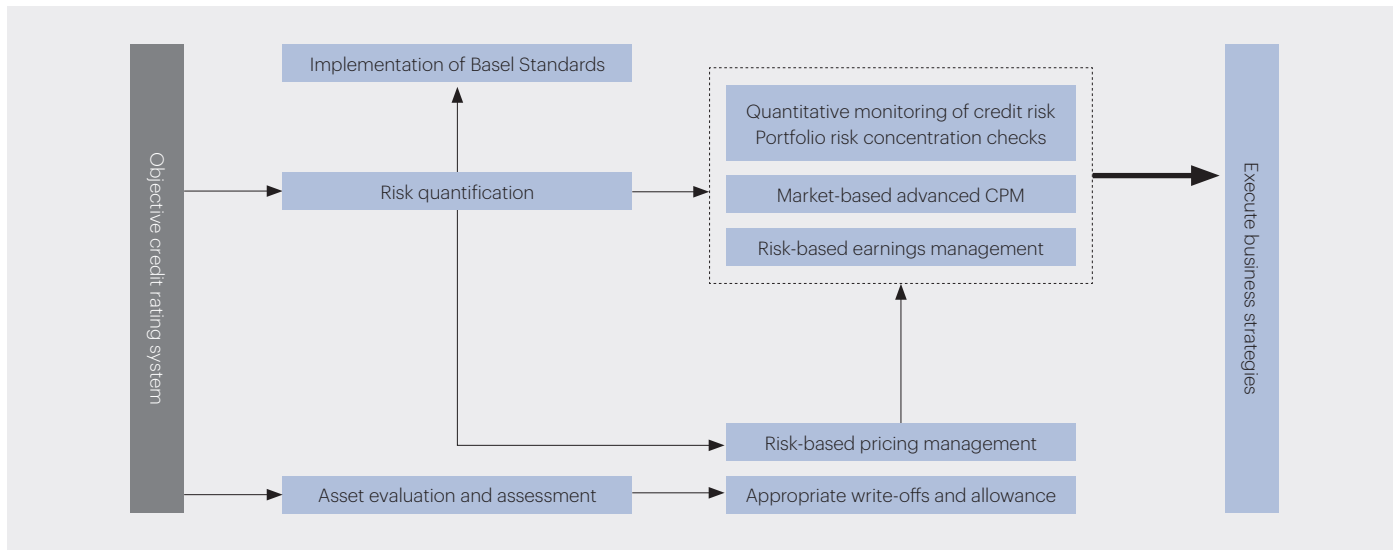 Objective credit rating system
Implementation of Basel Standards
Risk quantification
Quantitative monitoring of credit risk
Portfolio risk concentration checks
Market-based advanced CPM
Risk-based earnings management
Risk-based pricing management
Asset evaluation and assessment
Appropriate write-offs and allowance
Execute business strategies